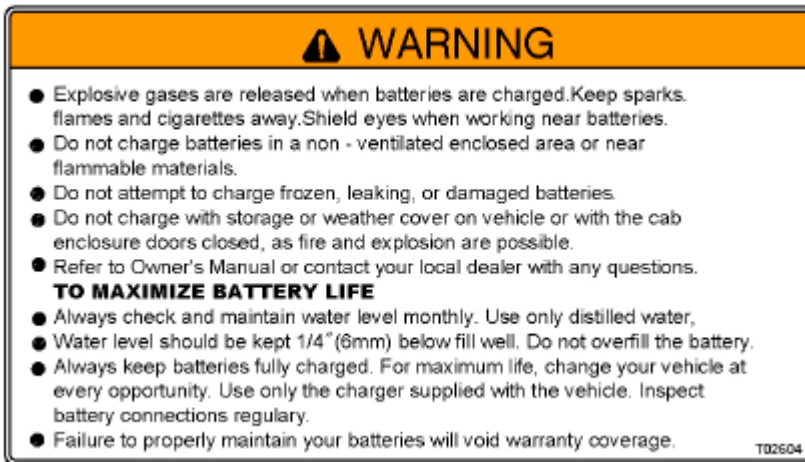 WARNING
● Explosive gases are released when batteries are charged.Keep sparks.
flames and cigarettes away.Shield eyes when working near batteries.
● Do not charge batteries in a non - ventilated enclosed area or near
flammable materials.
● Do not attempt to charge frozen, leaking, or damaged batteries.
● Do not charge with storage or weather cover on vehicle or with the cab
enclosure doors closed, as fire and explosion are possible.
● Refer to Owner's Manual or contact your local dealer with any questions.
TO MAXIMIZE BATTERY LIFE
● Always check and maintain water level monthly. Use only distilled water,
● Water level should be kept 1/4″(6mm) below fill well. Do not overfill the battery.
● Always keep batteries fully charged. For maximum life, change your vehicle at
every opportunity. Use only the charger supplied with the vehicle. Inspect
battery connections regulary.
● Failure to properly maintain your batteries will void warranty coverage.
T02604